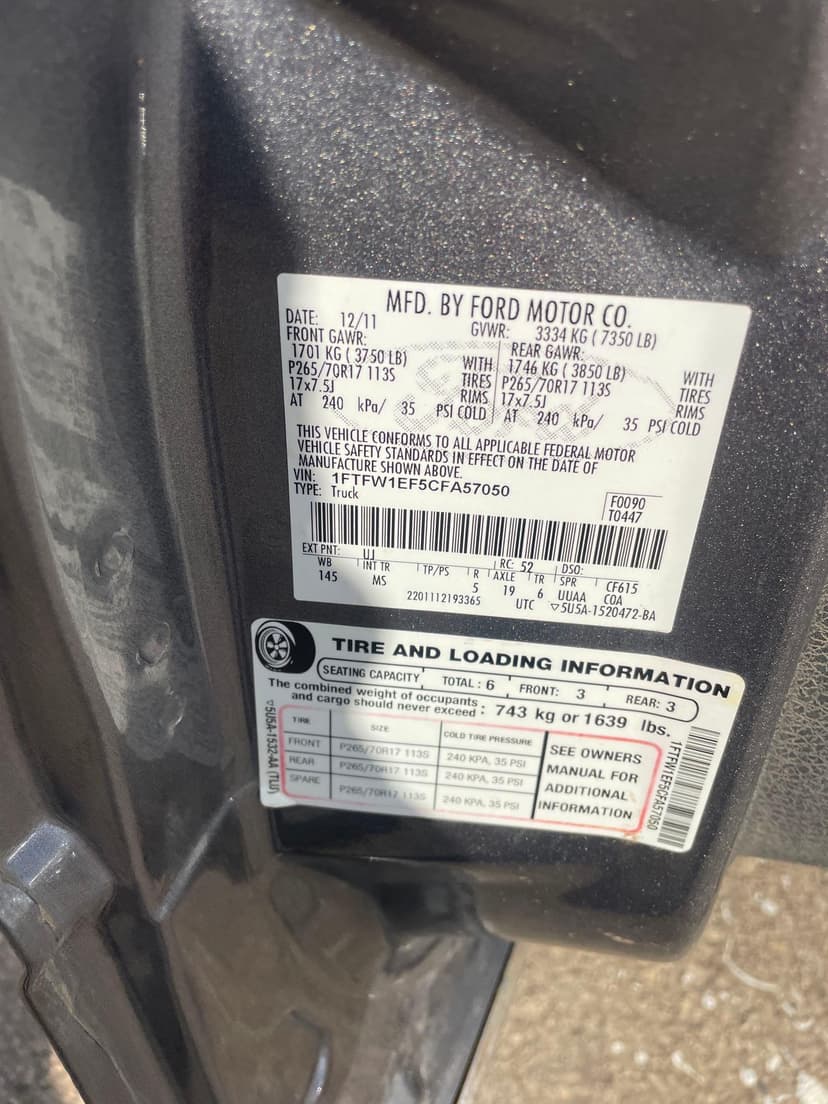 MFD. BY FORD MOTOR CO.
DATE: 12/11 GVWR: 3334 KG ( 7350 LB)
FRONT GAWR: REAR GAWR:
1701 KG ( 3750 LB) WITH 1746 KG ( 3850 LB) WITH
P265/70R17 113S TIRES P265/70R17 113S TIRES
17x7.5J RIMS 17x7.5J RIMS
AT 240 kPa/ 35 PSI COLD AT 240 kPa/ 35 PSI COLD
THIS VEHICLE CONFORMS TO ALL APPLICABLE FEDERAL MOTOR
VEHICLE SAFETY STANDARDS IN EFFECT ON THE DATE OF
MANUFACTURE SHOWN ABOVE.
VIN: 1FTFW1EF5CFA57050
TYPE: Truck
F0090
T0447
EXT PNT: UJ RC: 52 DSO:
WB INT TR TP/PS R AXLE TR SPR CF615
145 MS 5 19 6 UUAA COA
2201112193365 UTC ▽5U5A-1520472-BA
TIRE AND LOADING INFORMATION
SEATING CAPACITY TOTAL : 6 FRONT: 3 REAR: 3
The combined weight of occupants
and cargo should never exceed : 743 kg or 1639 lbs.
TIRE SIZE COLD TIRE PRESSURE
FRONT P265/70R17 113S 240 KPA, 35 PSI
REAR P265/70R17 113S 240 KPA, 35 PSI
SPARE P265/70R17 113S 240 KPA, 35 PSI
SEE OWNERS
MANUAL FOR
ADDITIONAL
INFORMATION
▽5U5A-1532-AA (TLU)
1FTFW1EF5CFA57050
Ford